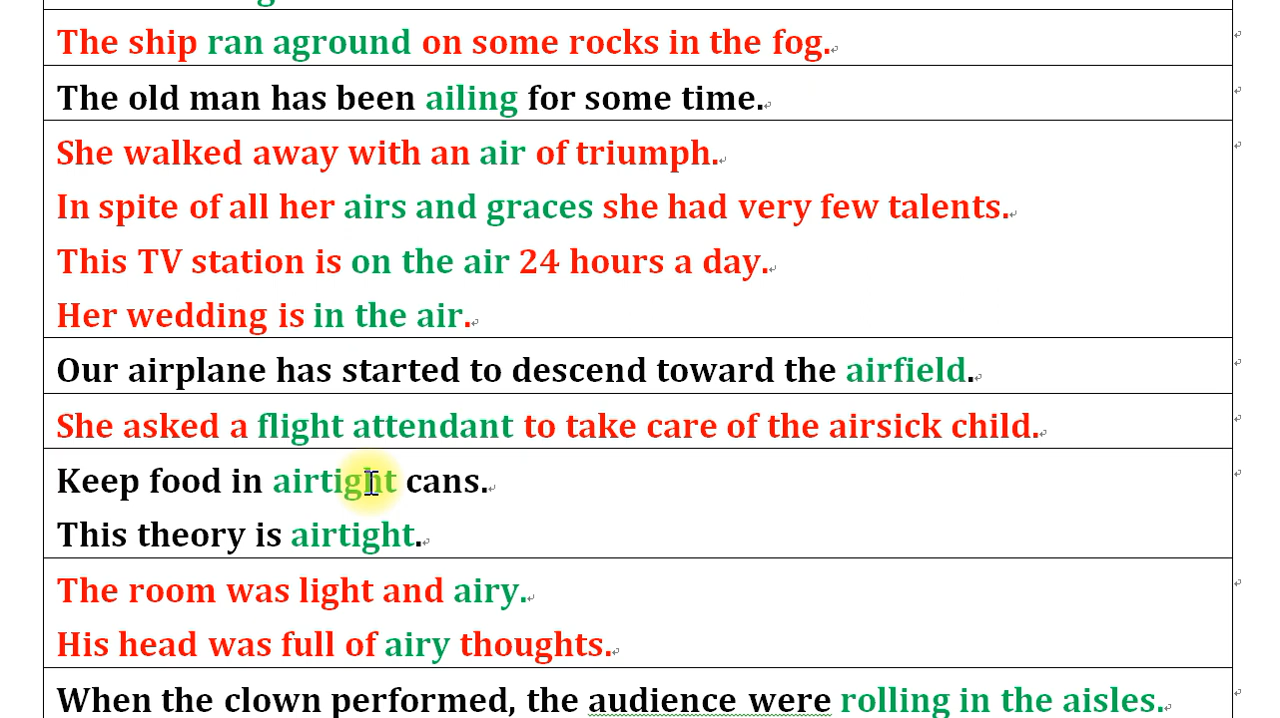 The ship ran aground on some rocks in the fog.
The old man has been ailing for some time.
She walked away with an air of triumph.
In spite of all her airs and graces she had very few talents.
This TV station is on the air 24 hours a day.
Her wedding is in the air.
Our airplane has started to descend toward the airfield.
She asked a flight attendant to take care of the airsick child.
Keep food in airtight cans.
This theory is airtight.
The room was light and airy.
His head was full of airy thoughts.
When the clown performed, the audience were rolling in the aisles.